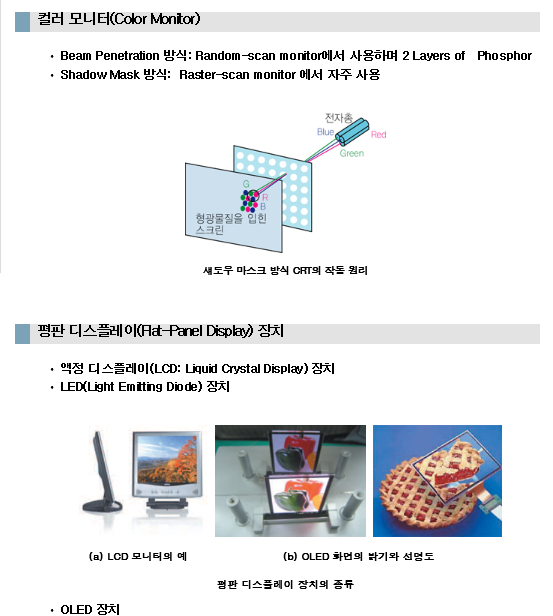 컬러 모니터(Color Monitor)
• Beam Penetration 방식: Random-scan monitor에서 사용하며 2 Layers of Phosphor
• Shadow Mask 방식: Raster-scan monitor 에서 자주 사용
전자총
Blue
Red
Green
G
R
B
형광물질을 입힌
스크린
섀도우 마스크 방식 CRT의 작동 원리
평판 디스플레이(Flat-Panel Display) 장치
• 액정 디스플레이(LCD: Liquid Crystal Display) 장치
• LED(Light Emitting Diode) 장치
(a) LCD 모니터의 예
(b) OLED 화면의 밝기와 선명도
평판 디스플레이 장치의 종류
• OLED 장치